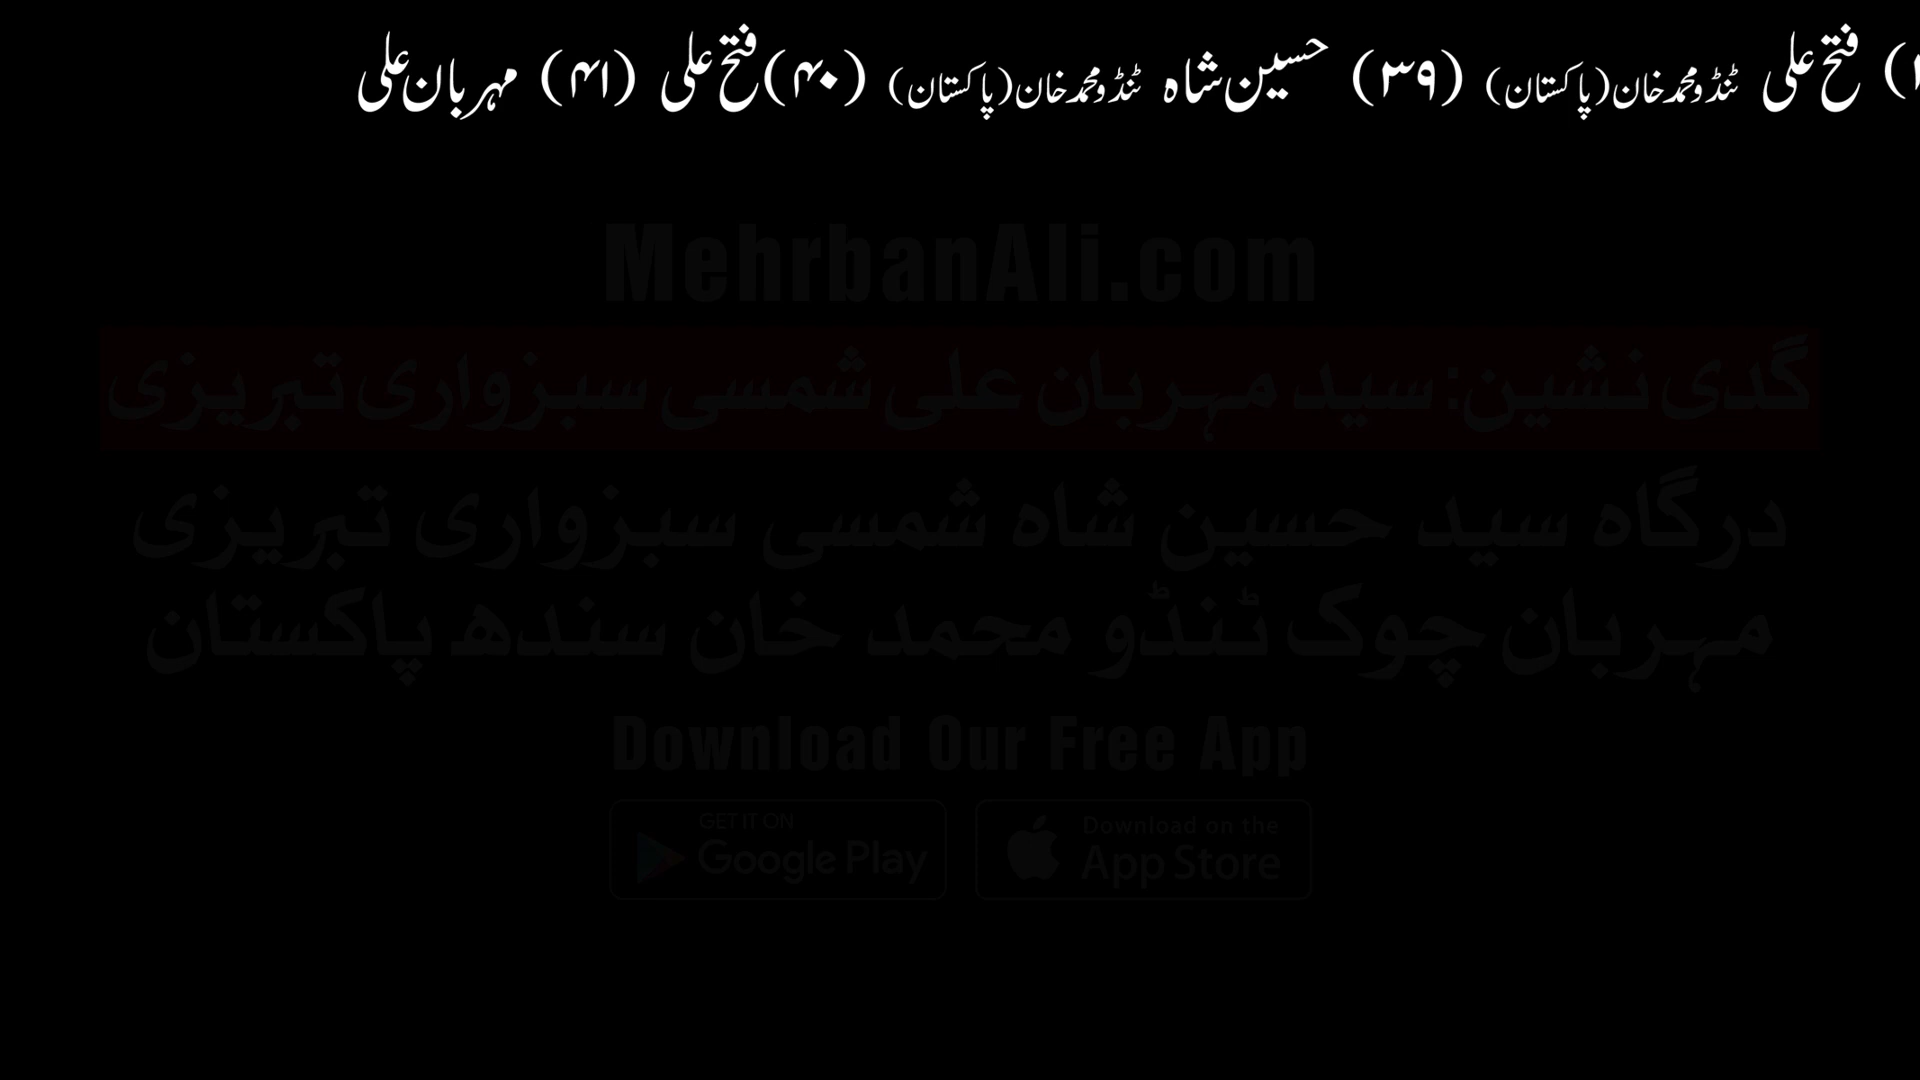 ) فتح علی ٹنڈو محمد خان (پاکستان) (۳۹) حسین شاہ ٹنڈو محمد خان (پاکستان) (۴۰) فتح علی (۴۱) مہربان علی
MehrbanAli.com
گدی نشین: سید مہربان علی شمسی سبزواری تبریزی
درگاہ سید حسین شاہ شمسی سبزواری تبریزی
مہربان چوک ٹنڈو محمد خان سندھ پاکستان
Download Our Free App
GET IT ON
Google Play
Download on the
App Store